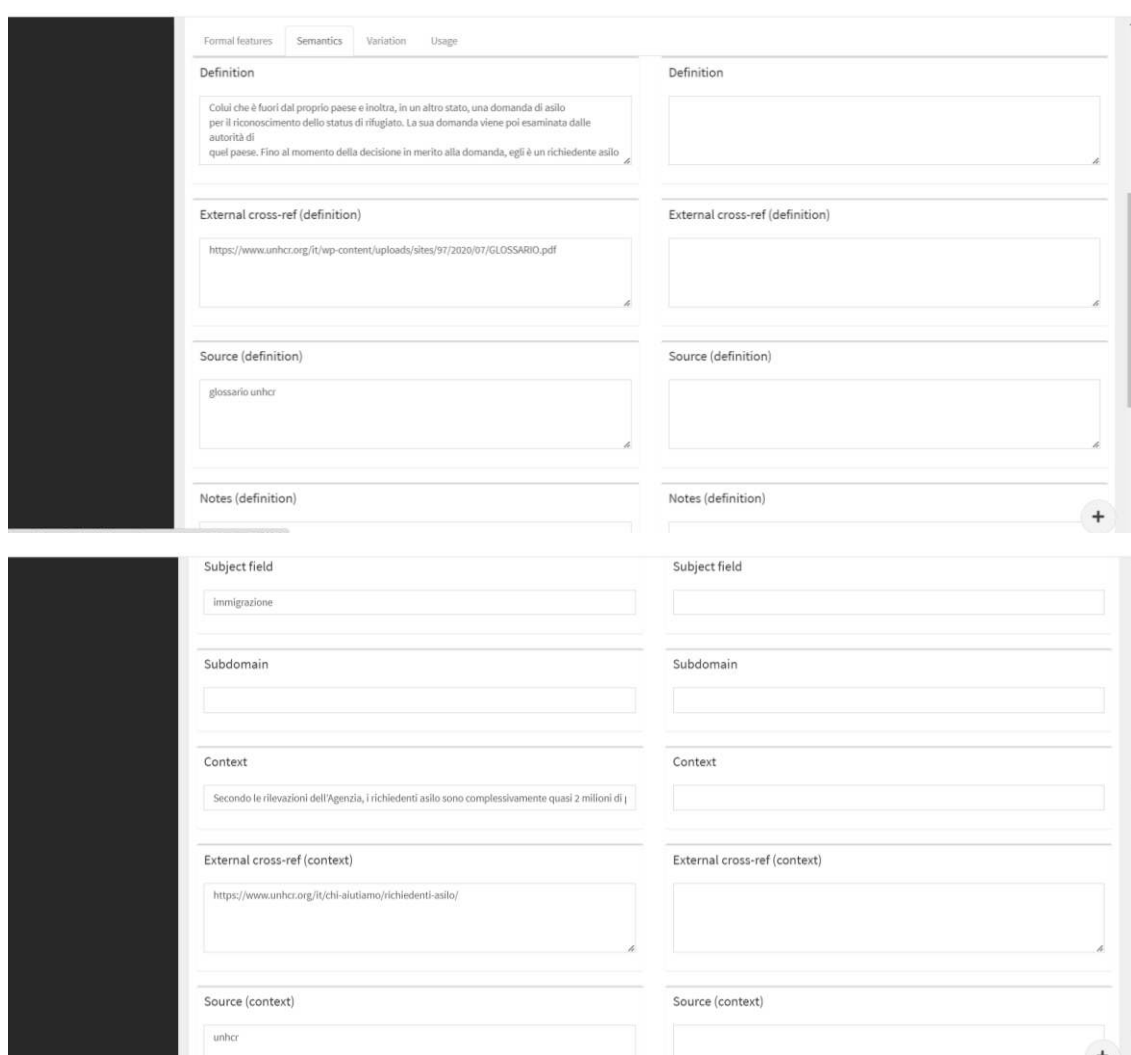 Formal features Semantics Variation Usage
Definition Definition
Colui che è fuori dal proprio paese e inoltra, in un altro stato, una domanda di asilo
per il riconoscimento dello status di rifugiato. La sua domanda viene poi esaminata dalle
autorità di
quel paese. Fino al momento della decisione in merito alla domanda, egli è un richiedente asilo
External cross-ref (definition) External cross-ref (definition)
https://www.unhcr.org/it/wp-content/uploads/sites/97/2020/07/GLOSSARIO.pdf
Source (definition) Source (definition)
glossario unhcr
Notes (definition) Notes (definition)
+
Subject field Subject field
immigrazione
Subdomain Subdomain
Context Context
Secondo le rilevazioni dell'Agenzia, i richiedenti asilo sono complessivamente quasi 2 milioni di
External cross-ref (context) External cross-ref (context)
https://www.unhcr.org/it/chi-aiutiamo/richiedenti-asilo/
Source (context) Source (context)
unhcr